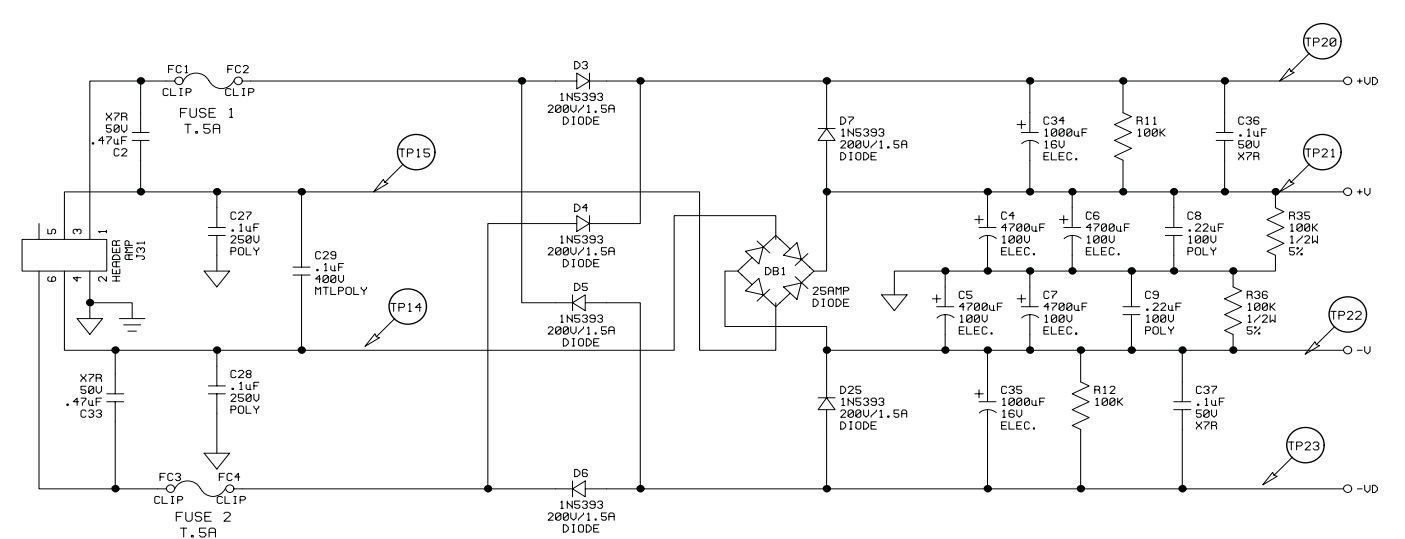 TP20
FC1
FC2
CLIP
CLIP
FUSE 1
T.5A
D3
1N5393
200V/1.5A
DIODE
+VD
X7R
50V
.47uF
C2
D7
1N5393
200V/1.5A
DIODE
+
C34
1000uF
16V
ELEC.
R11
100K
C36
.1uF
50V
X7R
TP15
TP21
+V
5
3
1
HEADER
AMP
J31
6
4
2
C27
.1uF
250V
POLY
C29
.1uF
400V
MTLPOLY
D4
1N5393
200V/1.5A
DIODE
DB1
25AMP
DIODE
+
C4
4700uF
100V
ELEC.
+
C6
4700uF
100V
ELEC.
C8
.22uF
100V
POLY
R35
100K
1/2W
5%
TP14
D5
1N5393
200V/1.5A
DIODE
+
C5
4700uF
100V
ELEC.
+
C7
4700uF
100V
ELEC.
C9
.22uF
100V
POLY
R36
100K
1/2W
5%
TP22
-V
X7R
50V
.47uF
C33
C28
.1uF
250V
POLY
D25
1N5393
200V/1.5A
DIODE
+
C35
1000uF
16V
ELEC.
R12
100K
C37
.1uF
50V
X7R
TP23
FC3
FC4
CLIP
CLIP
FUSE 2
T.5A
D6
1N5393
200V/1.5A
DIODE
-VD